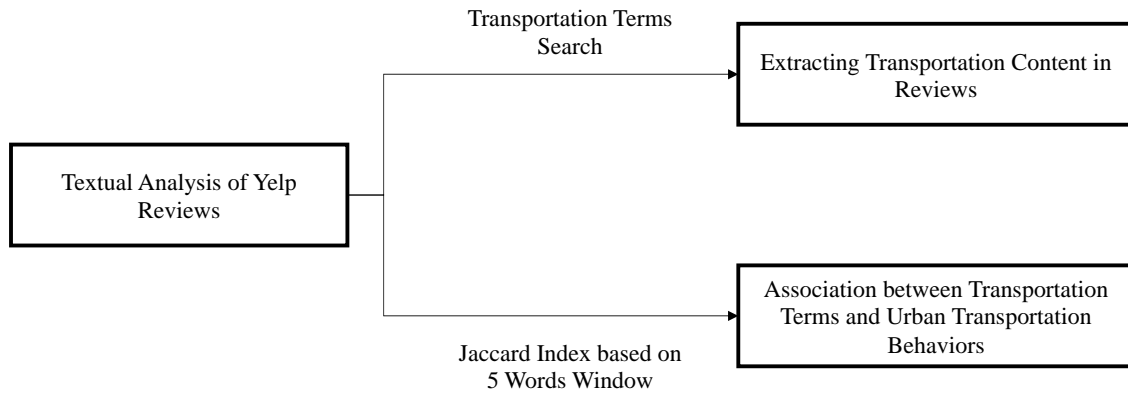 Transportation Terms
Search
Extracting Transportation Content in
Reviews
Textual Analysis of Yelp
Reviews
Association between Transportation
Terms and Urban Transportation
Behaviors
Jaccard Index based on
5 Words Window